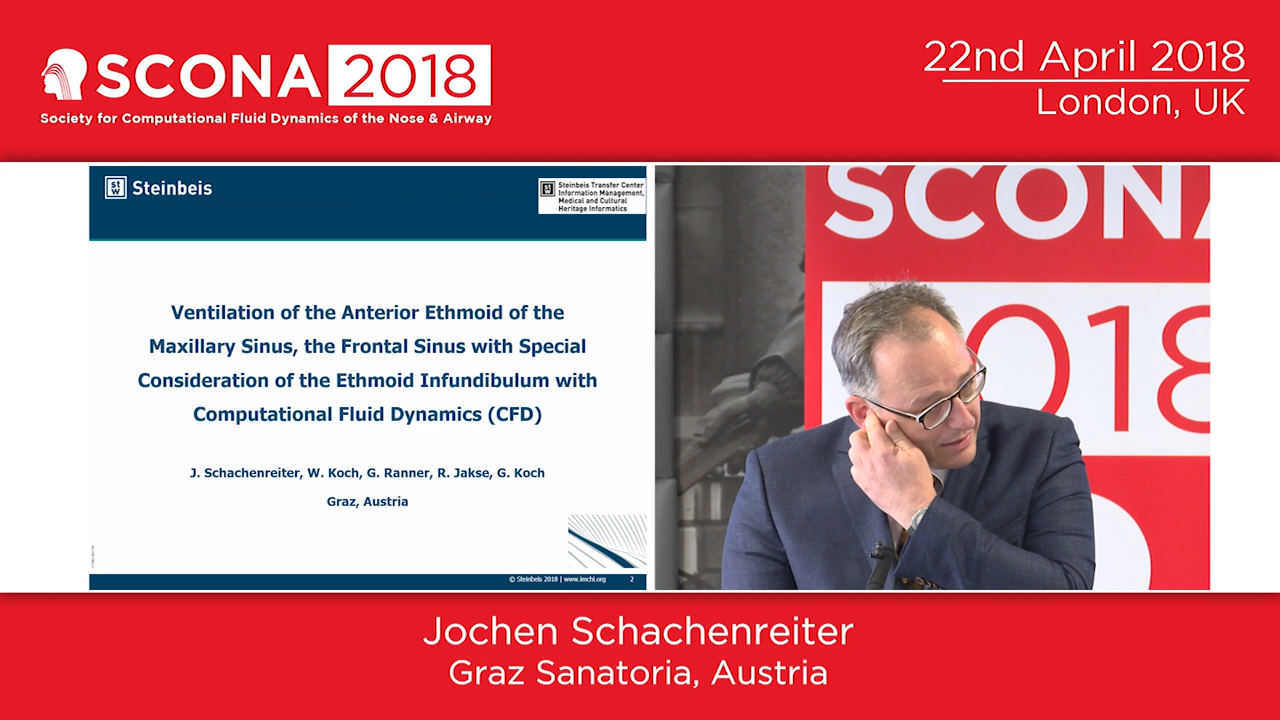 SCONA 2018
Society for Computational Fluid Dynamics of the Nose & Airway
22nd April 2018
London, UK
Steinbeis
Steinbeis Transfer Center
Information Management,
Medical and Cultural
Heritage Informatics
Ventilation of the Anterior Ethmoid of the
Maxillary Sinus, the Frontal Sinus with Special
Consideration of the Ethmoid Infundibulum with
Computational Fluid Dynamics (CFD)
J. Schachenreiter, W. Koch, G. Ranner, R. Jakse, G. Koch
Graz, Austria
© Steinbeis 2018 | www.imchi.org 2
SCONA
018
Jochen Schachenreiter
Graz Sanatoria, Austria